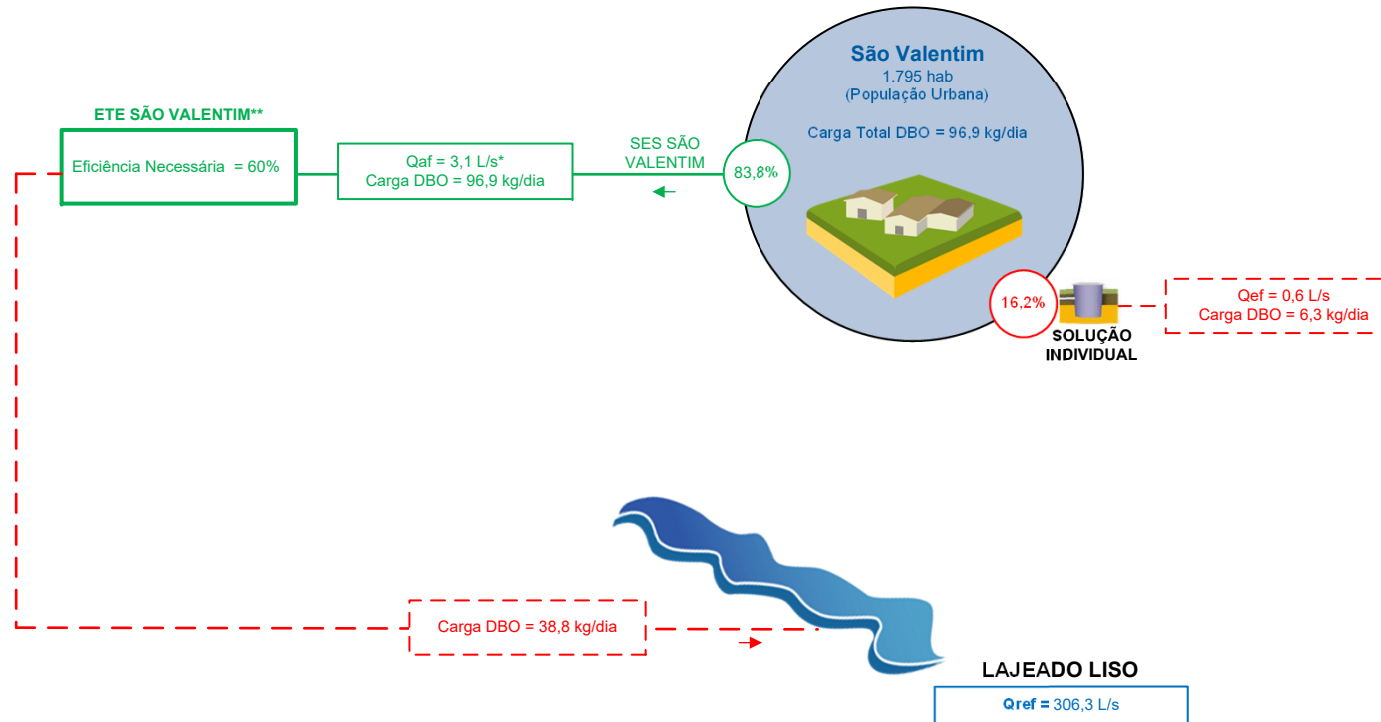 São Valentim
1.795 hab
(População Urbana)
Carga Total DBO = 96,9 kg/dia
ETE SÃO VALENTIM**
Eficiência Necessária = 60%
Qaf = 3,1 L/s*
Carga DBO = 96,9 kg/dia
SES SÃO
VALENTIM
83,8%
16,2%
SOLUÇÃO
INDIVIDUAL
Qef = 0,6 L/s
Carga DBO = 6,3 kg/dia
Carga DBO = 38,8 kg/dia
LAJEADO LISO
Qref = 306,3 L/s